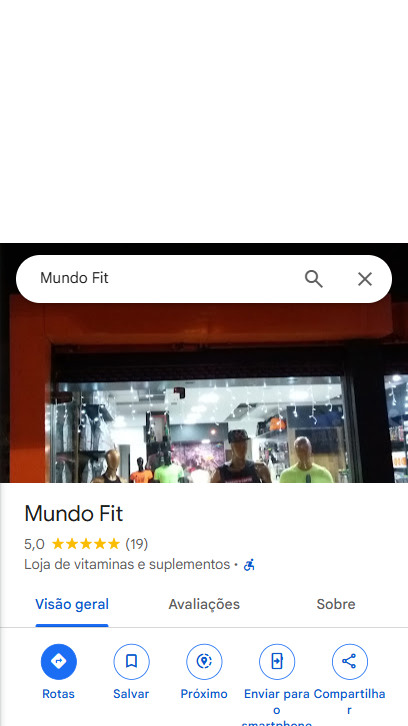 Mundo Fit
Mundo Fit
5,0 (19)
Loja de vitaminas e suplementos ·
Visão geral Avaliações Sobre
Rotas Salvar Próximo Enviar para o smartphone Compartilhar